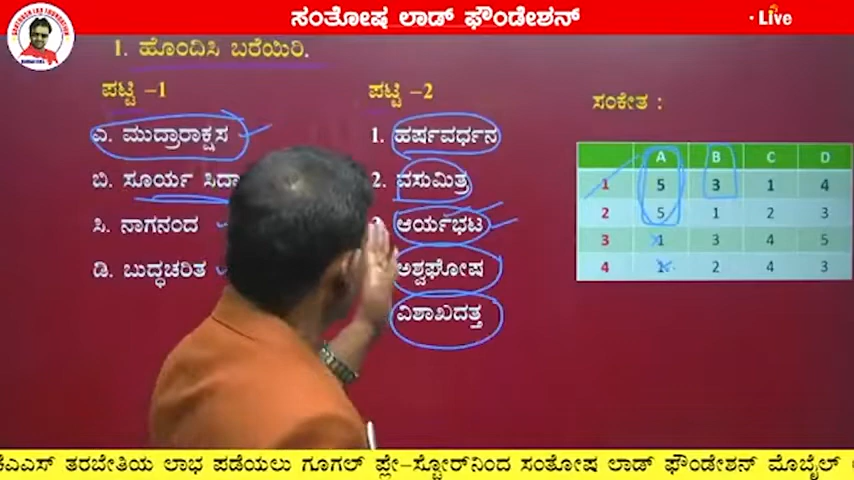 ಸಂತೋಷ ಲಾಡ್ ಫೌಂಡೇಶನ್
Live
1. ಹೊಂದಿಸಿ ಬರೆಯಿರಿ.
ಪಟ್ಟಿ –1
ಪಟ್ಟಿ –2
ಸಂಕೇತ :
ಎ. ಮುದ್ರಾರಾಕ್ಷಸ
1. ಹರ್ಷವರ್ಧನ
ಬಿ. ಸೂರ್ಯ
2. ವಸುಮಿತ್ರ
ಸಿ. ನಾಗನಂದ
ಆರ್ಯಭಟ
ಡಿ. ಬುದ್ಧಚರಿತ
ಅಶ್ವಘೋಷ
ವಿಶಾಖದತ್ತ
A B C D
1 5 3 1 4
2 5 1 2 3
3 1 3 4 5
4 1 2 4 3
ತರಬೇತಿಯ ಲಾಭ ಪಡೆಯಲು ಗೂಗಲ್ ಪ್ಲೇ-ಸ್ಟೋರ್‌ನಿಂದ ಸಂತೋಷ ಲಾಡ್ ಫೌಂಡೇಶನ್ ಮೊಬೈಲ್